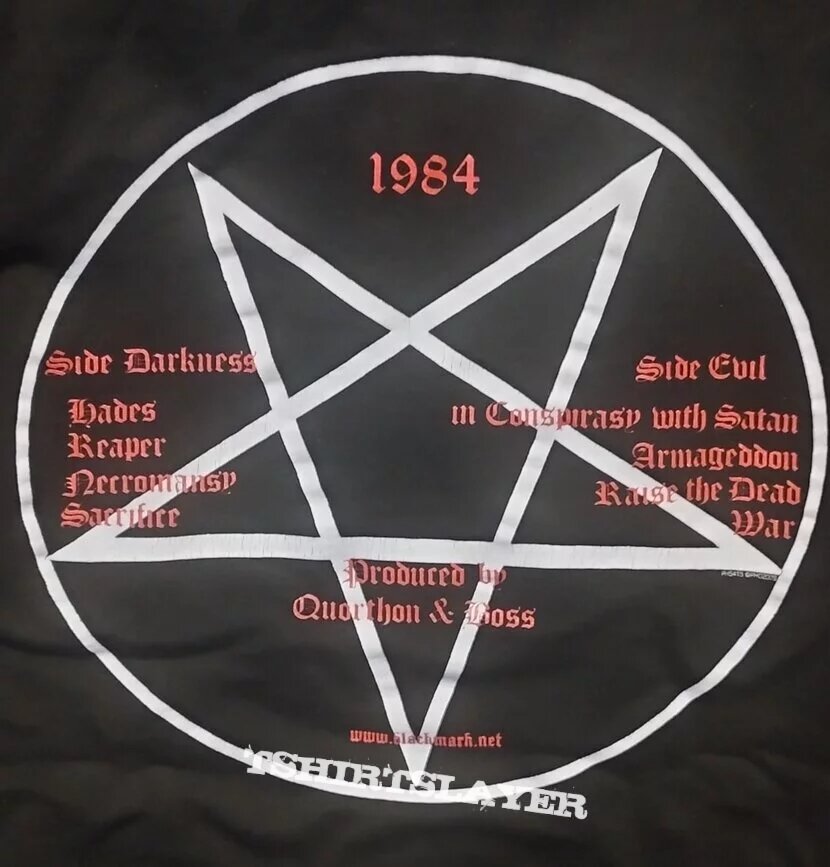 1984
Side Darkness
Hades
Reaper
Necromansy
Sacrifice
Side Evil
in Conspirasy with Satan
Armageddon
Raise the Dead
War
Produced by
Quorthon & Boss
www.blackmark.net
TSHIRTSLAYER